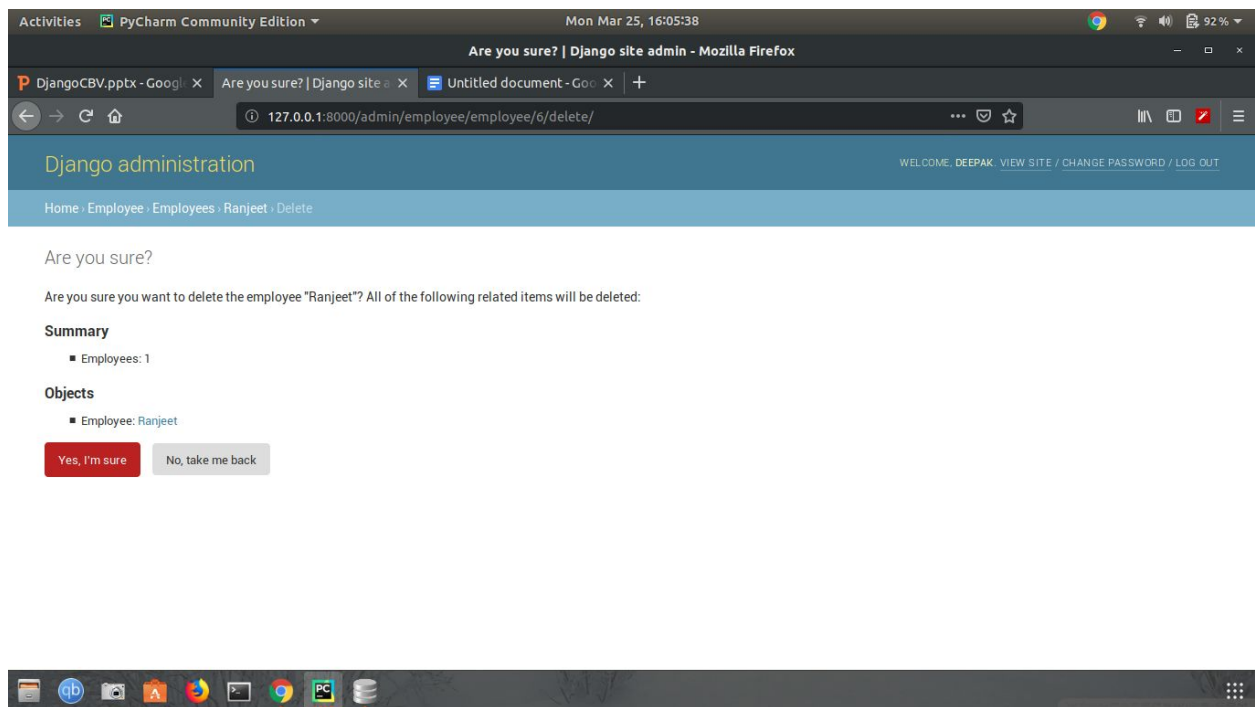 Activities PyCharm Community Edition Mon Mar 25, 16:05:38 92 %
Are you sure? | Django site admin - Mozilla Firefox
DjangoCBV.pptx - Googl Are you sure? | Django site a Untitled document - Goo
127.0.0.1:8000/admin/employee/employee/6/delete/
Django administration WELCOME, DEEPAK. VIEW SITE / CHANGE PASSWORD / LOG OUT
Home › Employee › Employees › Ranjeet › Delete
Are you sure?
Are you sure you want to delete the employee "Ranjeet"? All of the following related items will be deleted:
Summary
Employees: 1
Objects
Employee: Ranjeet
Yes, I'm sure No, take me back
qb PC